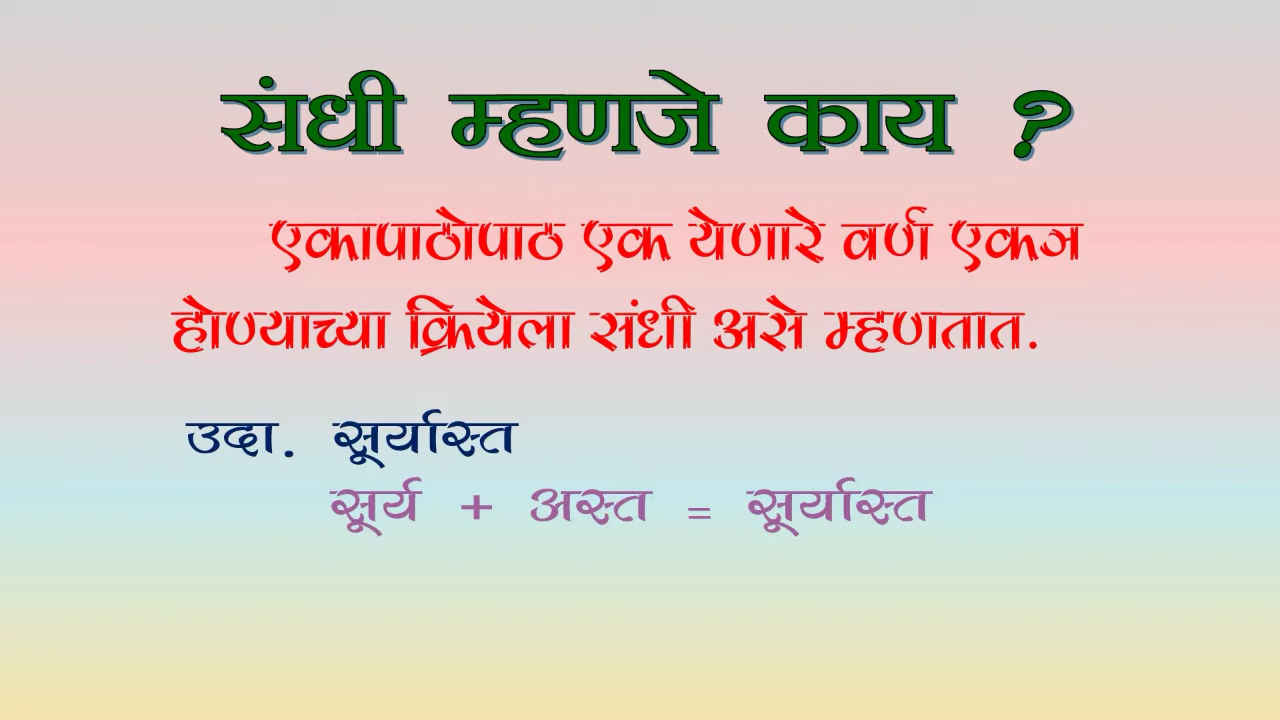 संधी म्हणजे काय ?
एकापाठोपाठ एक येणारे वर्ण एकत्र
होण्याच्या क्रियेला संधी असे म्हणतात.
उदा. सूर्यास्त
सूर्य + अस्त = सूर्यास्त